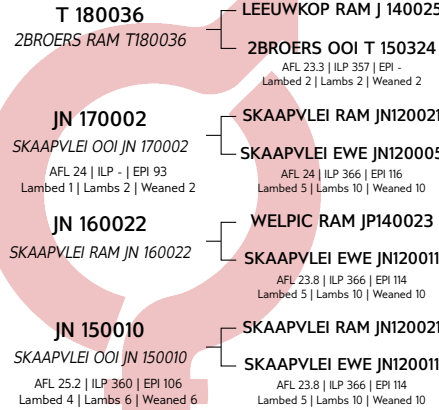 T 180036
2BROERS RAM T180036
LEEUWKOP RAM J 140025
2BROERS OOI T 150324
AFL 23.3 | ILP 357 | EPI -
Lambed 2 | Lambs 2 | Weaned 2
JN 170002
SKAAPVLEI OOI JN 170002
AFL 24 | ILP - | EPI 93
Lambed 1 | Lambs 2 | Weaned 2
SKAAPVLEI RAM JN120021
SKAAPVLEI EWE JN120005
AFL 24 | ILP 366 | EPI 116
Lambed 5 | Lambs 10 | Weaned 10
JN 160022
SKAAPVLEI RAM JN 160022
WELPIC RAM JP140023
SKAAPVLEI EWE JN120011
AFL 23.8 | ILP 366 | EPI 114
Lambed 5 | Lambs 10 | Weaned 10
JN 150010
SKAAPVLEI OOI JN 150010
AFL 25.2 | ILP 360 | EPI 106
Lambed 4 | Lambs 6 | Weaned 6
SKAAPVLEI RAM JN120021
SKAAPVLEI EWE JN120011
AFL 23.8 | ILP 366 | EPI 114
Lambed 5 | Lambs 10 | Weaned 10